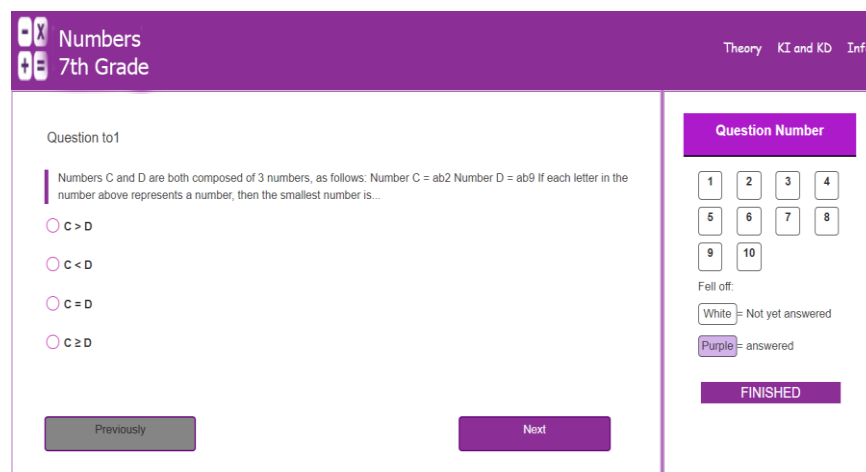 Numbers
7th Grade
Theory KI and KD
Question to1
Numbers C and D are both composed of 3 numbers, as follows: Number C = ab2 Number D = ab9 If each letter in the
number above represents a number, then the smallest number is...
C > D
C < D
C = D
C ≥ D
Previously
Next
Question Number
1 2 3 4
5 6 7 8
9 10
Fell off:
White = Not yet answered
Purple = answered
FINISHED